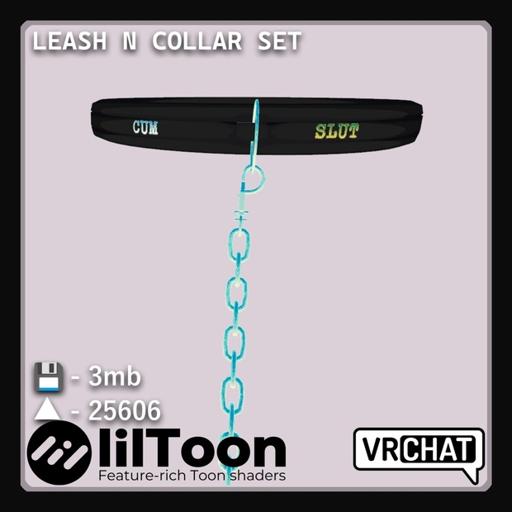 LEASH N COLLAR SET
CUM SLUT
- 3mb
- 25606
lilToon
Feature-rich Toon shaders
VRCHAT